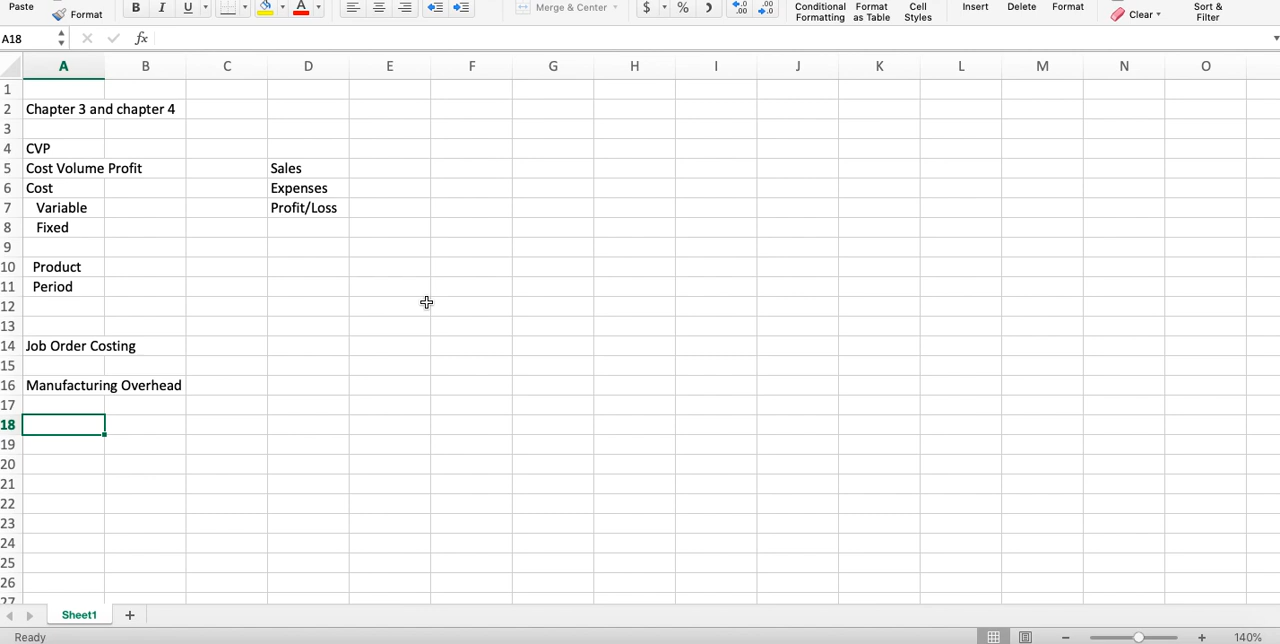 Paste
Format
B I U A
Merge & Center
$ % )
Conditional Formatting
Format as Table
Cell Styles
Insert
Delete
Format
Clear
Sort & Filter
A18
fx
A B C D E F G H I J K L M N O
1
2 Chapter 3 and chapter 4
3
4 CVP
5 Cost Volume Profit Sales
6 Cost Expenses
7 Variable Profit/Loss
8 Fixed
9
10 Product
11 Period
12
13
14 Job Order Costing
15
16 Manufacturing Overhead
17
18
19
20
21
22
23
24
25
26
27
Sheet1 +
Ready
140%